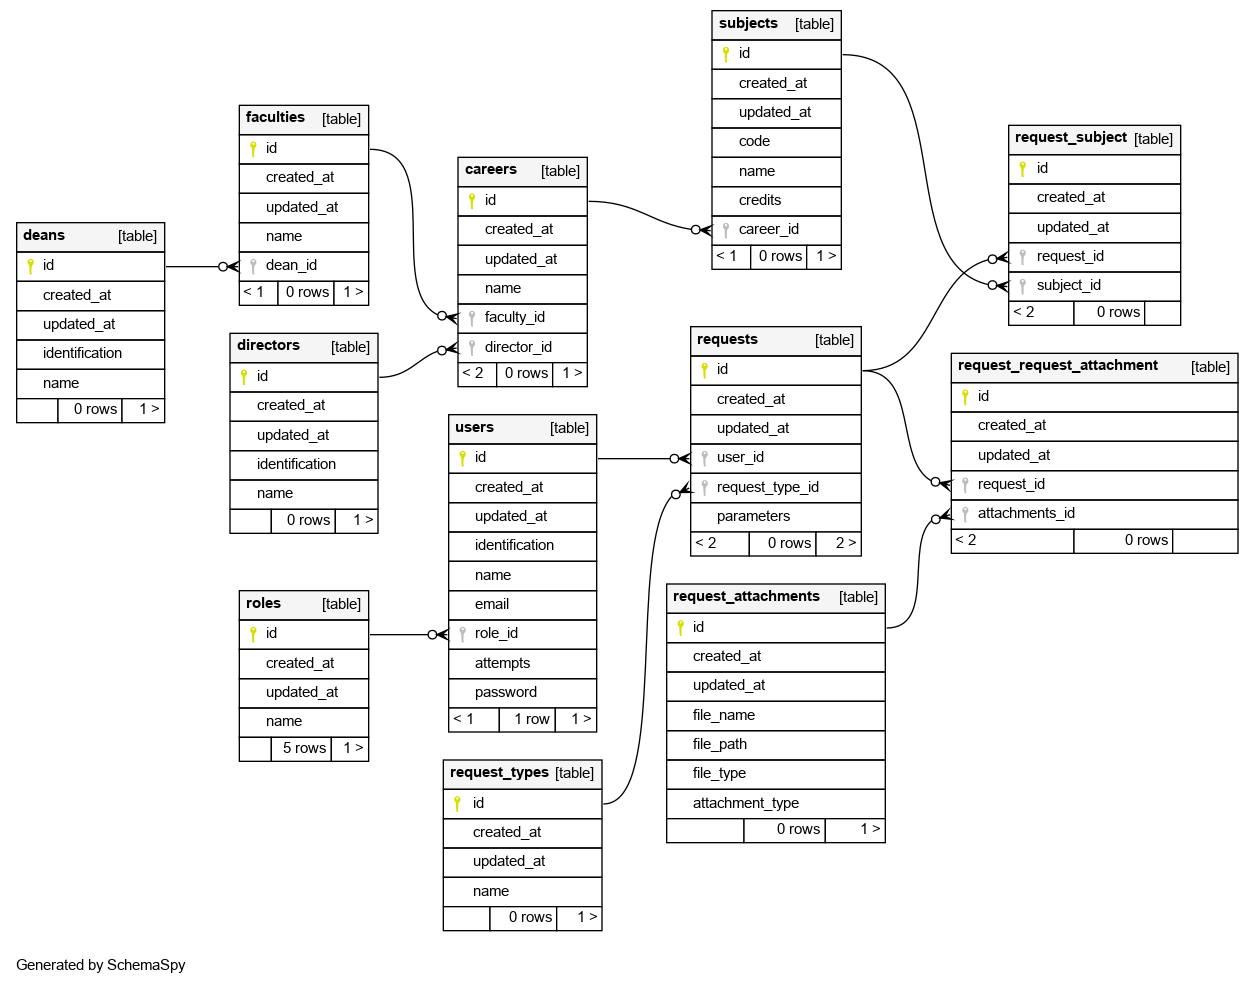 deans [table]
id
created_at
updated_at
identification
name
0 rows 1 >
faculties [table]
id
created_at
updated_at
name
dean_id
< 1 0 rows 1 >
directors [table]
id
created_at
updated_at
identification
name
0 rows 1 >
roles [table]
id
created_at
updated_at
name
5 rows 1 >
careers [table]
id
created_at
updated_at
name
faculty_id
director_id
< 2 0 rows 1 >
users [table]
id
created_at
updated_at
identification
name
email
role_id
attempts
password
< 1 1 row 1 >
request_types [table]
id
created_at
updated_at
name
0 rows 1 >
subjects [table]
id
created_at
updated_at
code
name
credits
career_id
< 1 0 rows 1 >
requests [table]
id
created_at
updated_at
user_id
request_type_id
parameters
< 2 0 rows 2 >
request_attachments [table]
id
created_at
updated_at
file_name
file_path
file_type
attachment_type
0 rows 1 >
request_subject [table]
id
created_at
updated_at
request_id
subject_id
< 2 0 rows
request_request_attachment [table]
id
created_at
updated_at
request_id
attachments_id
< 2 0 rows
Generated by SchemaSpy